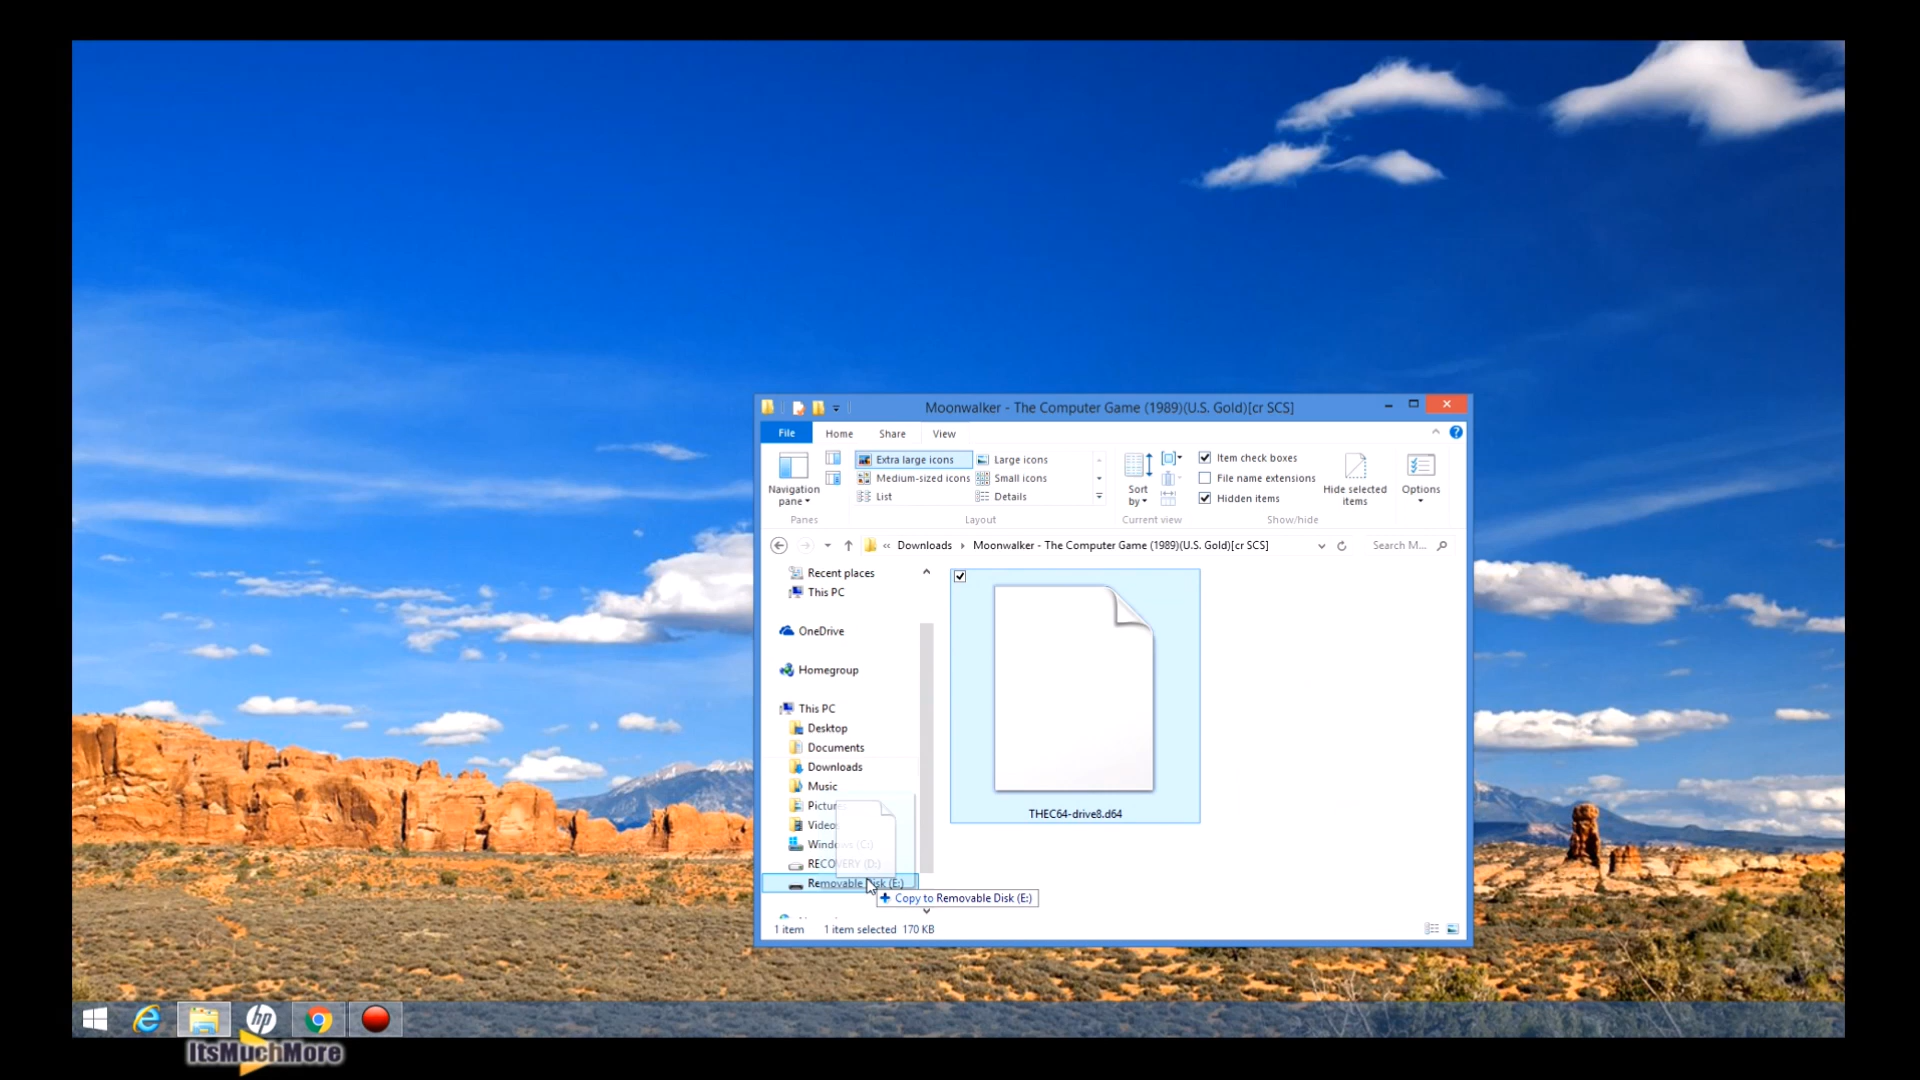 Moonwalker - The Computer Game (1989)(U.S. Gold)[cr SCS]
File Home Share View
Navigation pane
Extra large icons Large icons
Medium-sized icons Small icons
List Details
Sort by
Item check boxes
File name extensions
Hidden items
Hide selected items
Options
Panes Layout Current view Show/hide
« Downloads Moonwalker - The Computer Game (1989)(U.S. Gold)[cr SCS] Search M...
Recent places
This PC
OneDrive
Homegroup
This PC
Desktop
Documents
Downloads
Music
Pictur
Video
Windows (C:)
RECOVERY (D:)
Removable Disk (E:)
Copy to Removable Disk (E:)
THEC64-drive8.d64
1 item 1 item selected 170 KB
hp
ItsMuchMore